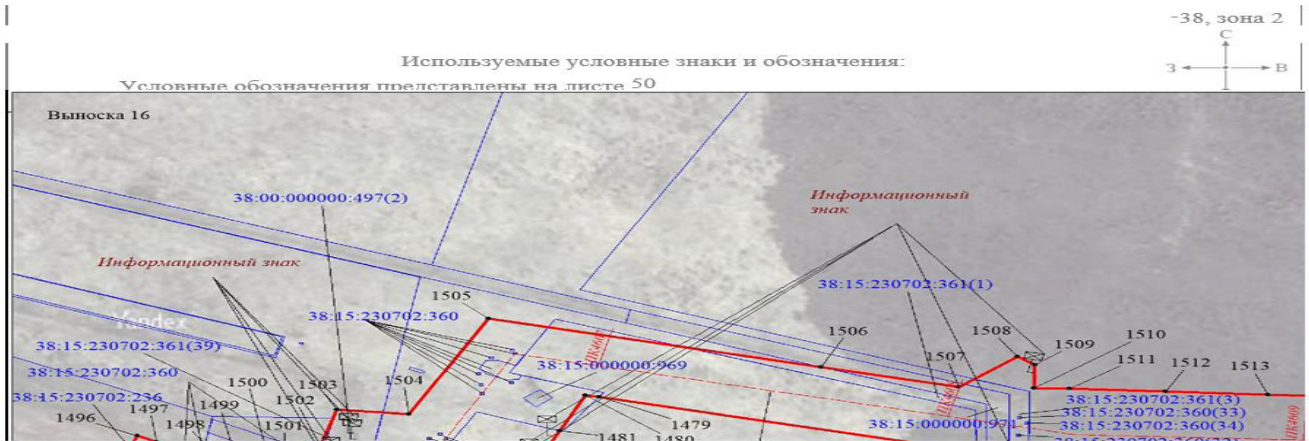 -38, зона 2
С
Используемые условные знаки и обозначения:
З В
Условные обозначения представлены на листе 50
Выноска 16
38:00:000000:497(2)
Информационный
знак
Информационный знак
38:15:230702:361(1)
1505
38:15:230702:360
Yandex
1506
1508
1509
1510
38:15:230702:361(39)
38:15:000000:969
1507
1511
1512
1513
38:15:230702:360
1500
1503
1504
38:15:230702:236
1502
38:15:230702:361(3)
1497
1499
38:15:230702:360(33)
1496
1498
1501
1479
38:15:000000:971
38:15:230702:360(34)
1481
1480
ПК4609